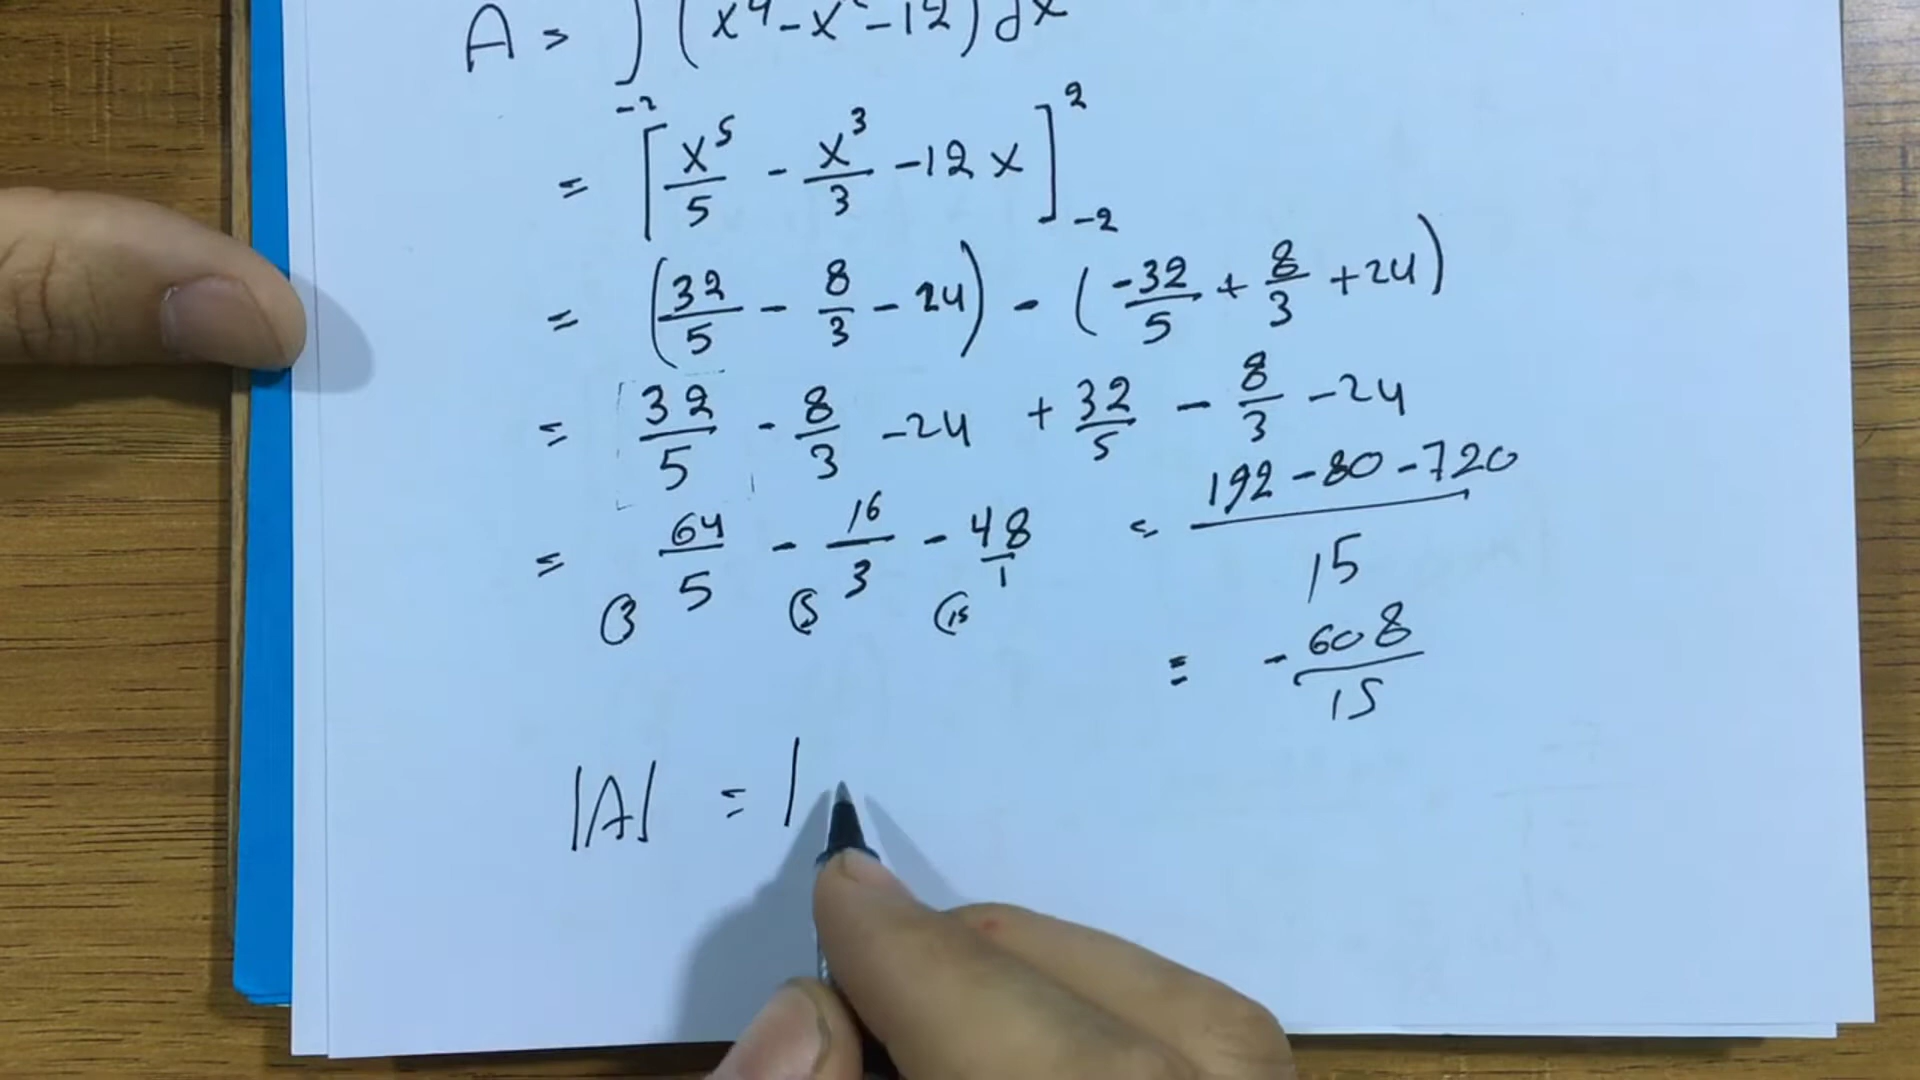 A = ∫ (x⁴ - x² - 12) dx
-2
= [x⁵/5 - x³/3 - 12x]²₋₂
= (32/5 - 8/3 - 24) - (-32/5 + 8/3 + 24)
= 32/5 - 8/3 - 24 + 32/5 - 8/3 - 24
= 64/5 - 16/3 - 48/1
(3 (5 (15
= 192 - 80 - 720 / 15
= - 608/15
|A| = |